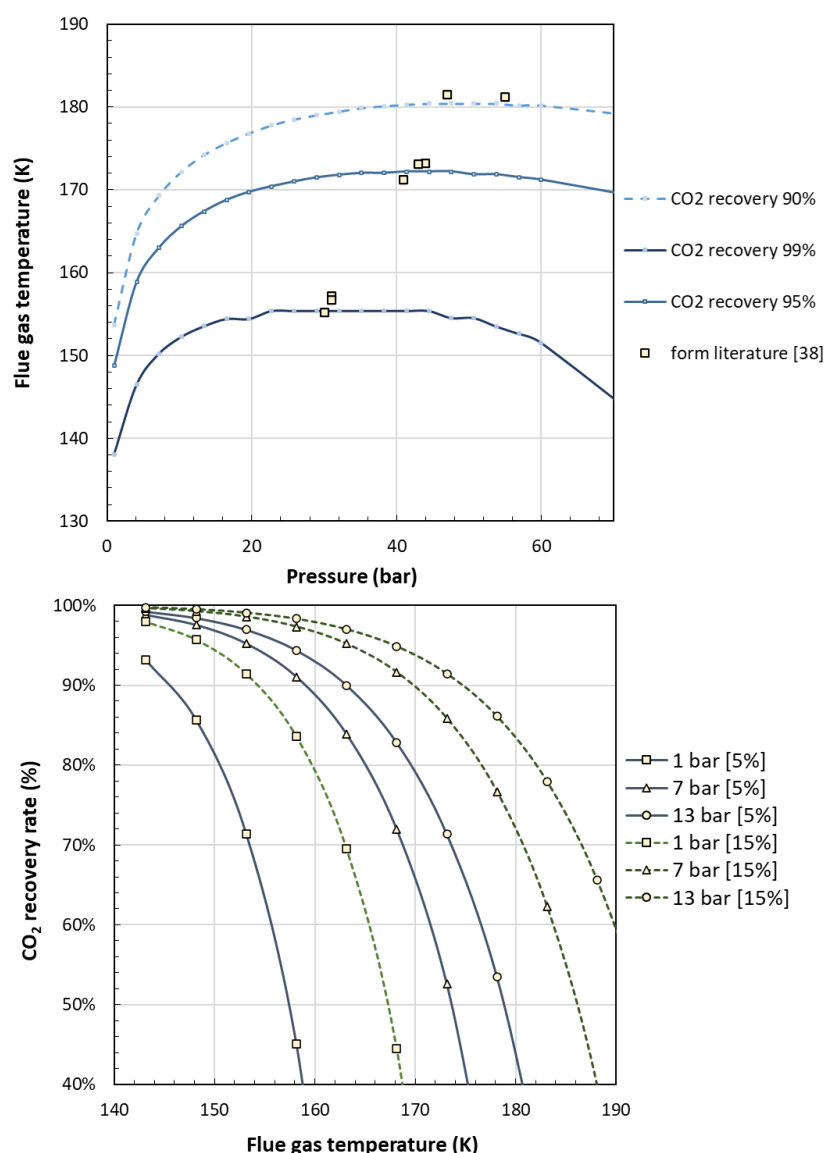 190
180
170
160
150
140
130
Flue gas temperature (K)
0 20 40 60
Pressure (bar)
CO2 recovery 90%
CO2 recovery 99%
CO2 recovery 95%
form literature [38]
100%
90%
80%
70%
60%
50%
40%
CO₂ recovery rate (%)
140 150 160 170 180 190
Flue gas temperature (K)
1 bar [5%]
7 bar [5%]
13 bar [5%]
1 bar [15%]
7 bar [15%]
13 bar [15%]